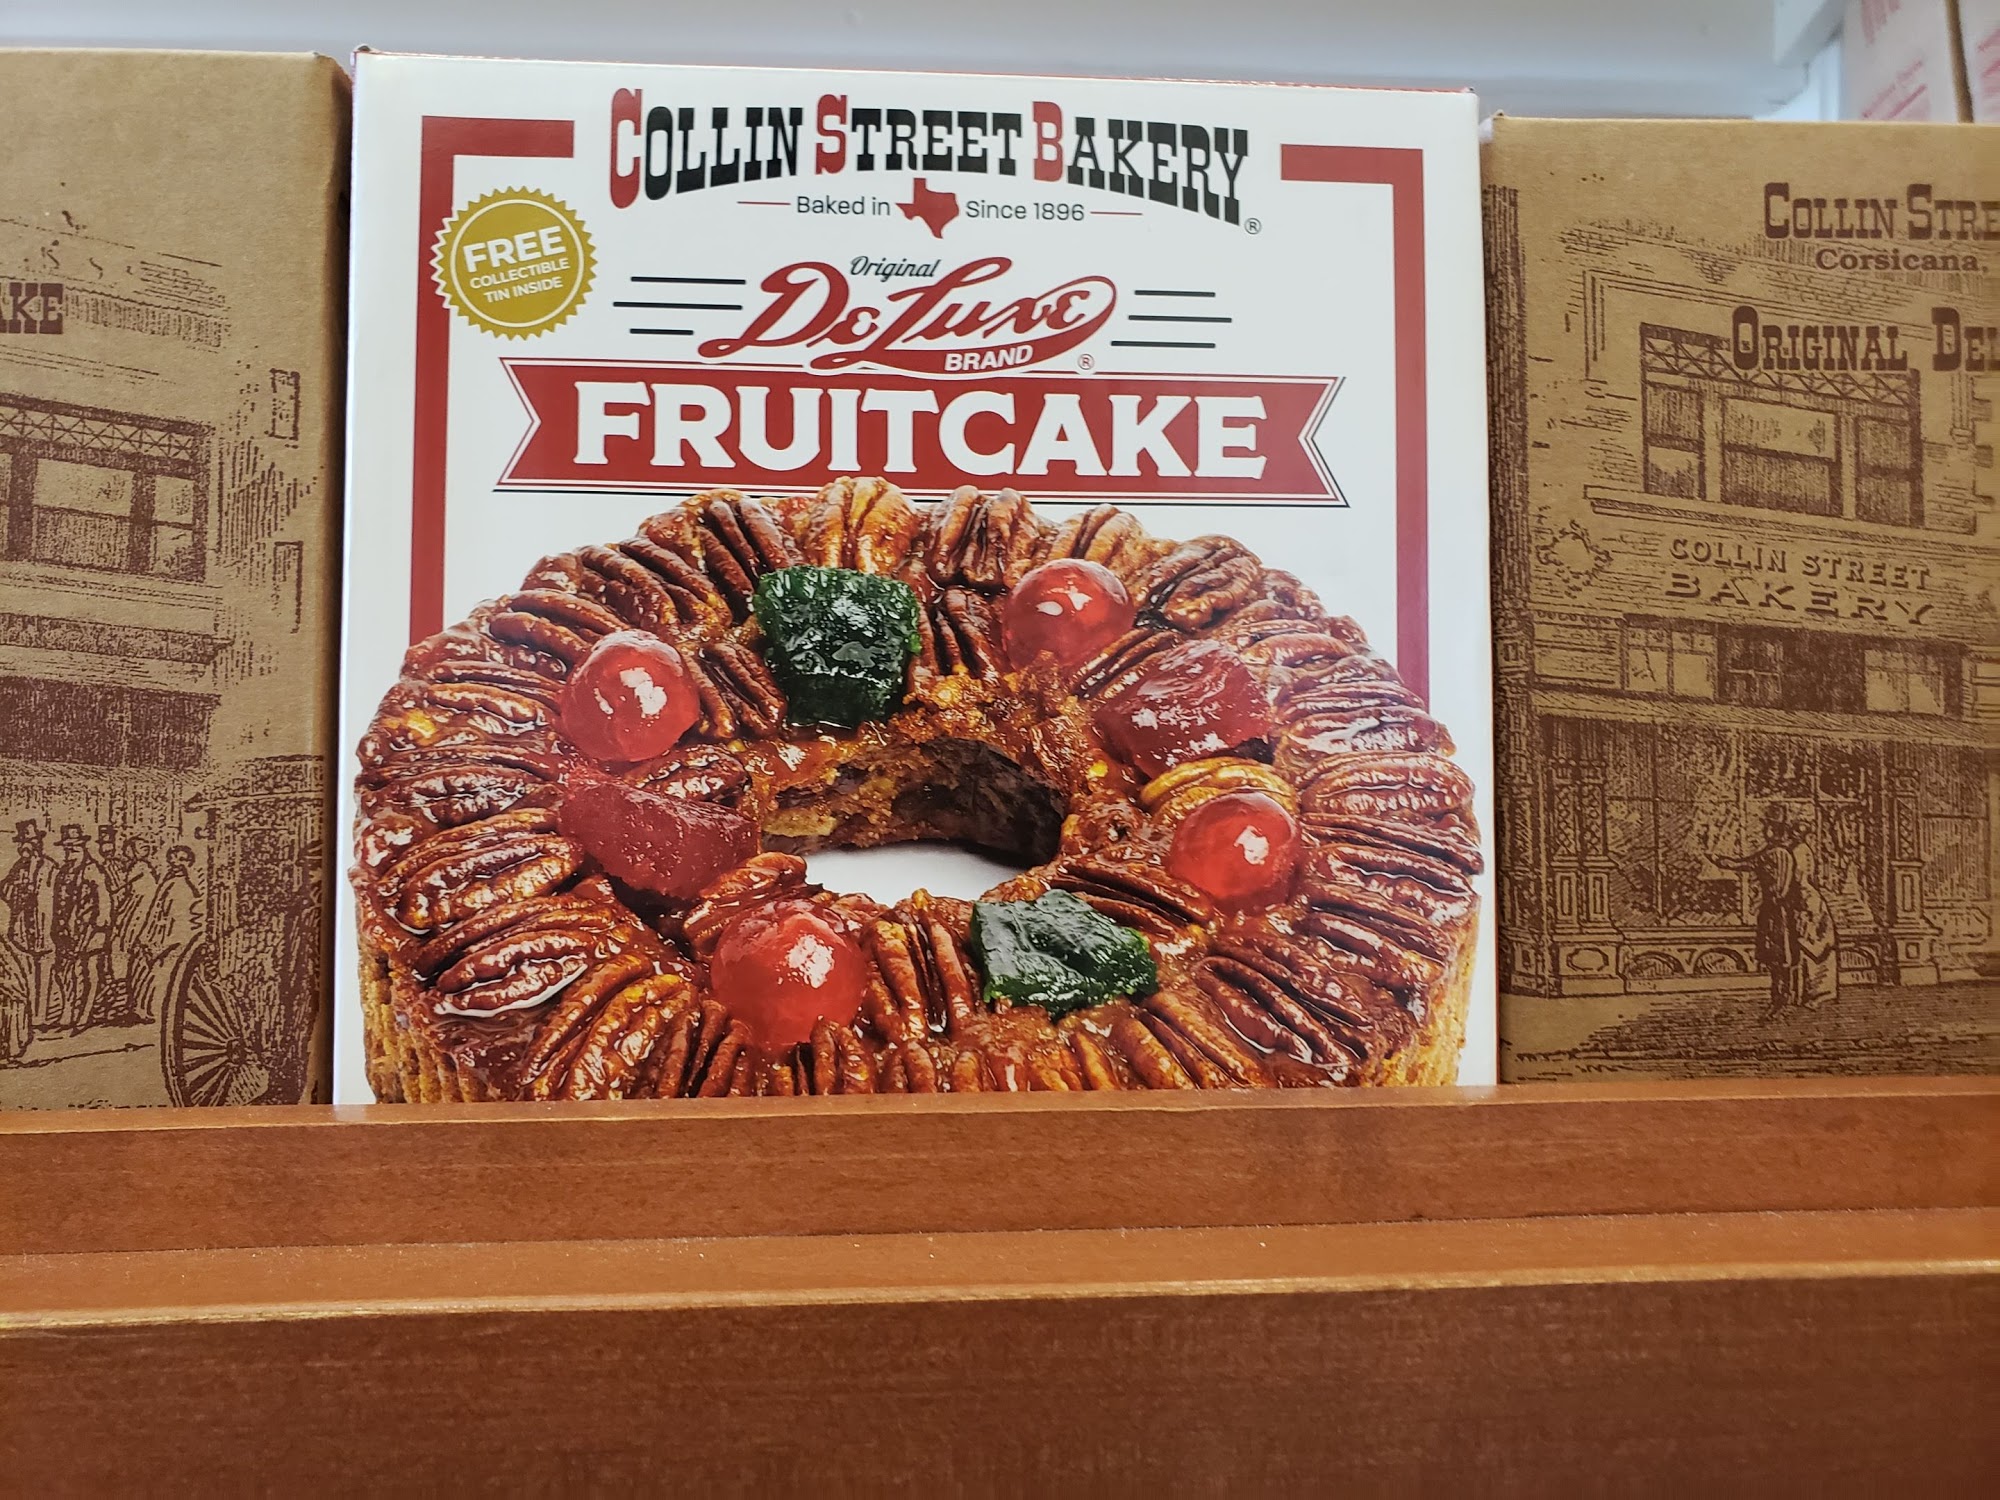 COLLIN STREET BAKERY®
Baked in Since 1896
FREE
COLLECTIBLE
TIN INSIDE
Original
DeLuxe
BRAND ®
FRUITCAKE
AKE
COLLIN STRE
Corsicana,
ORIGINAL DEL
COLLIN STREET
BAKERY